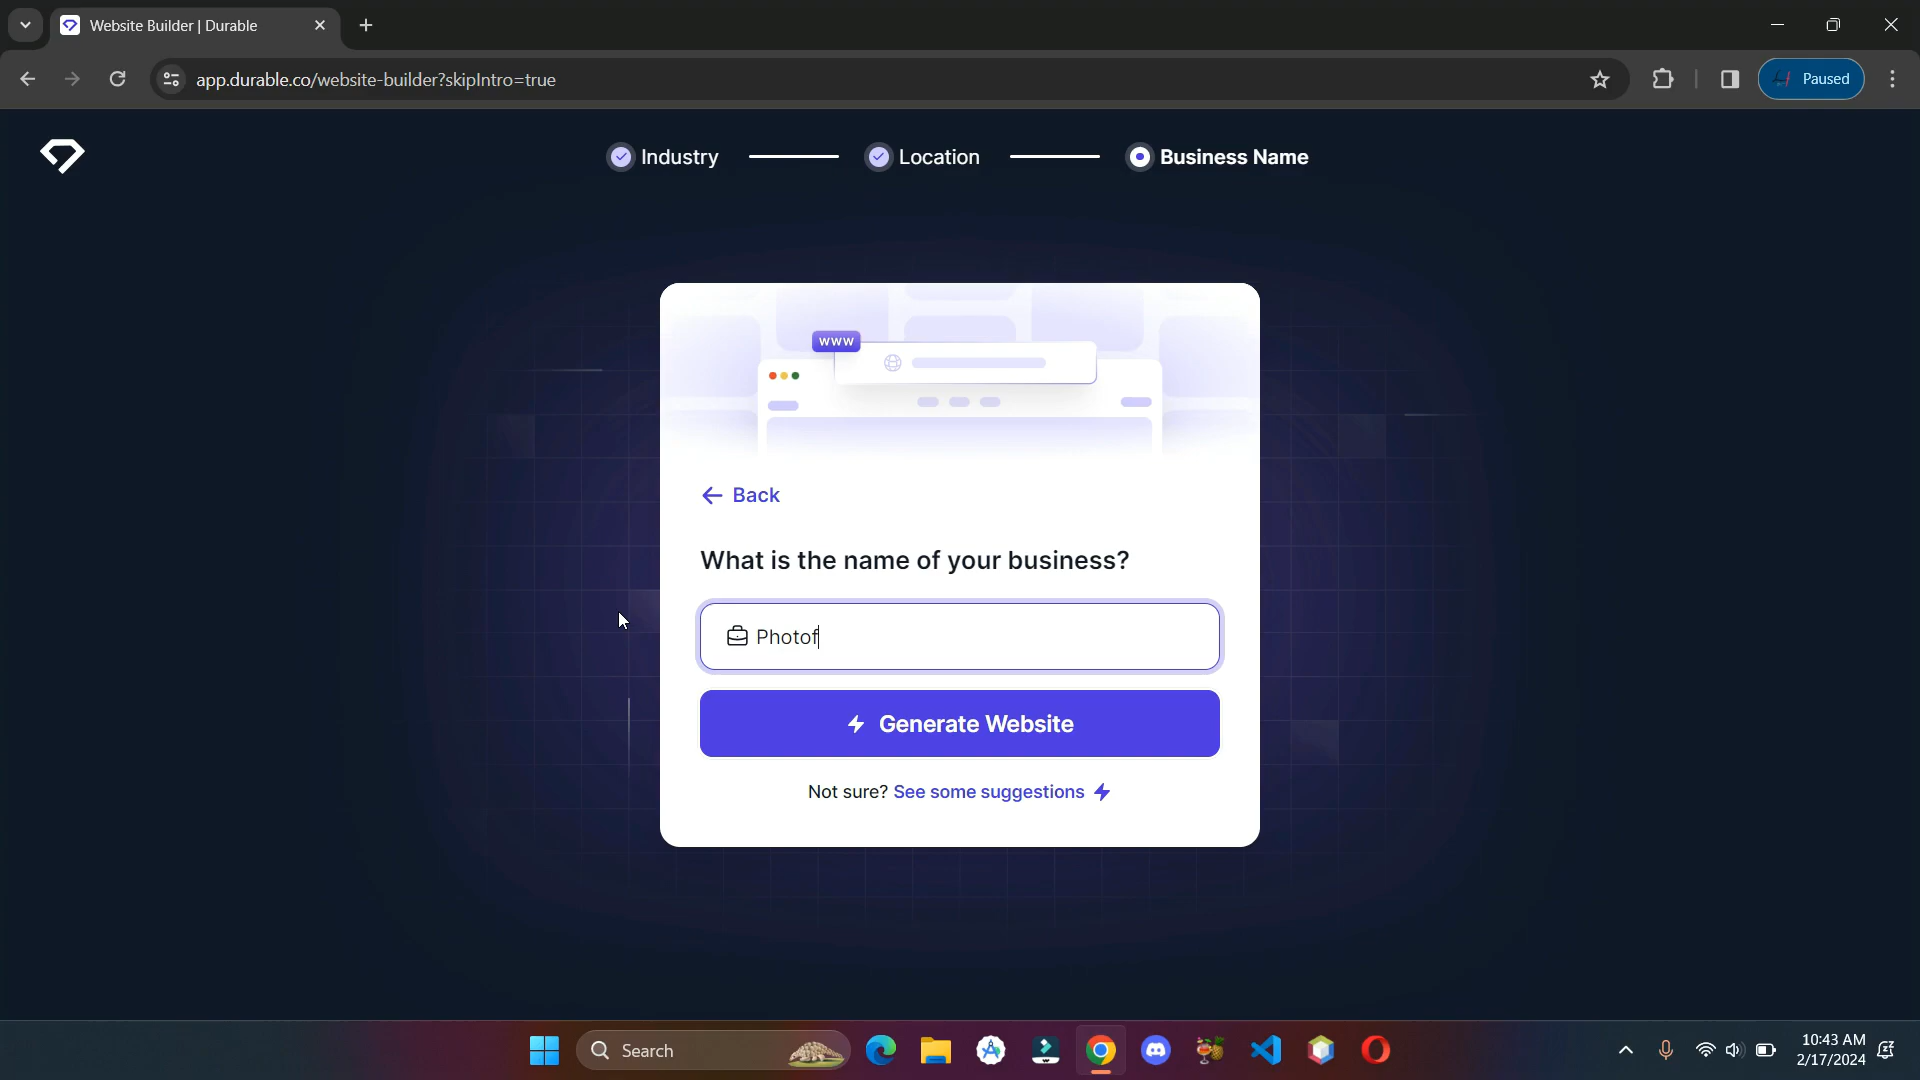 Website Builder | Durable
app.durable.co/website-builder?skipIntro=true
Paused
Industry
Location
Business Name
WWW
Back
What is the name of your business?
Photof
Generate Website
Not sure? See some suggestions
Search
10:43 AM
2/17/2024